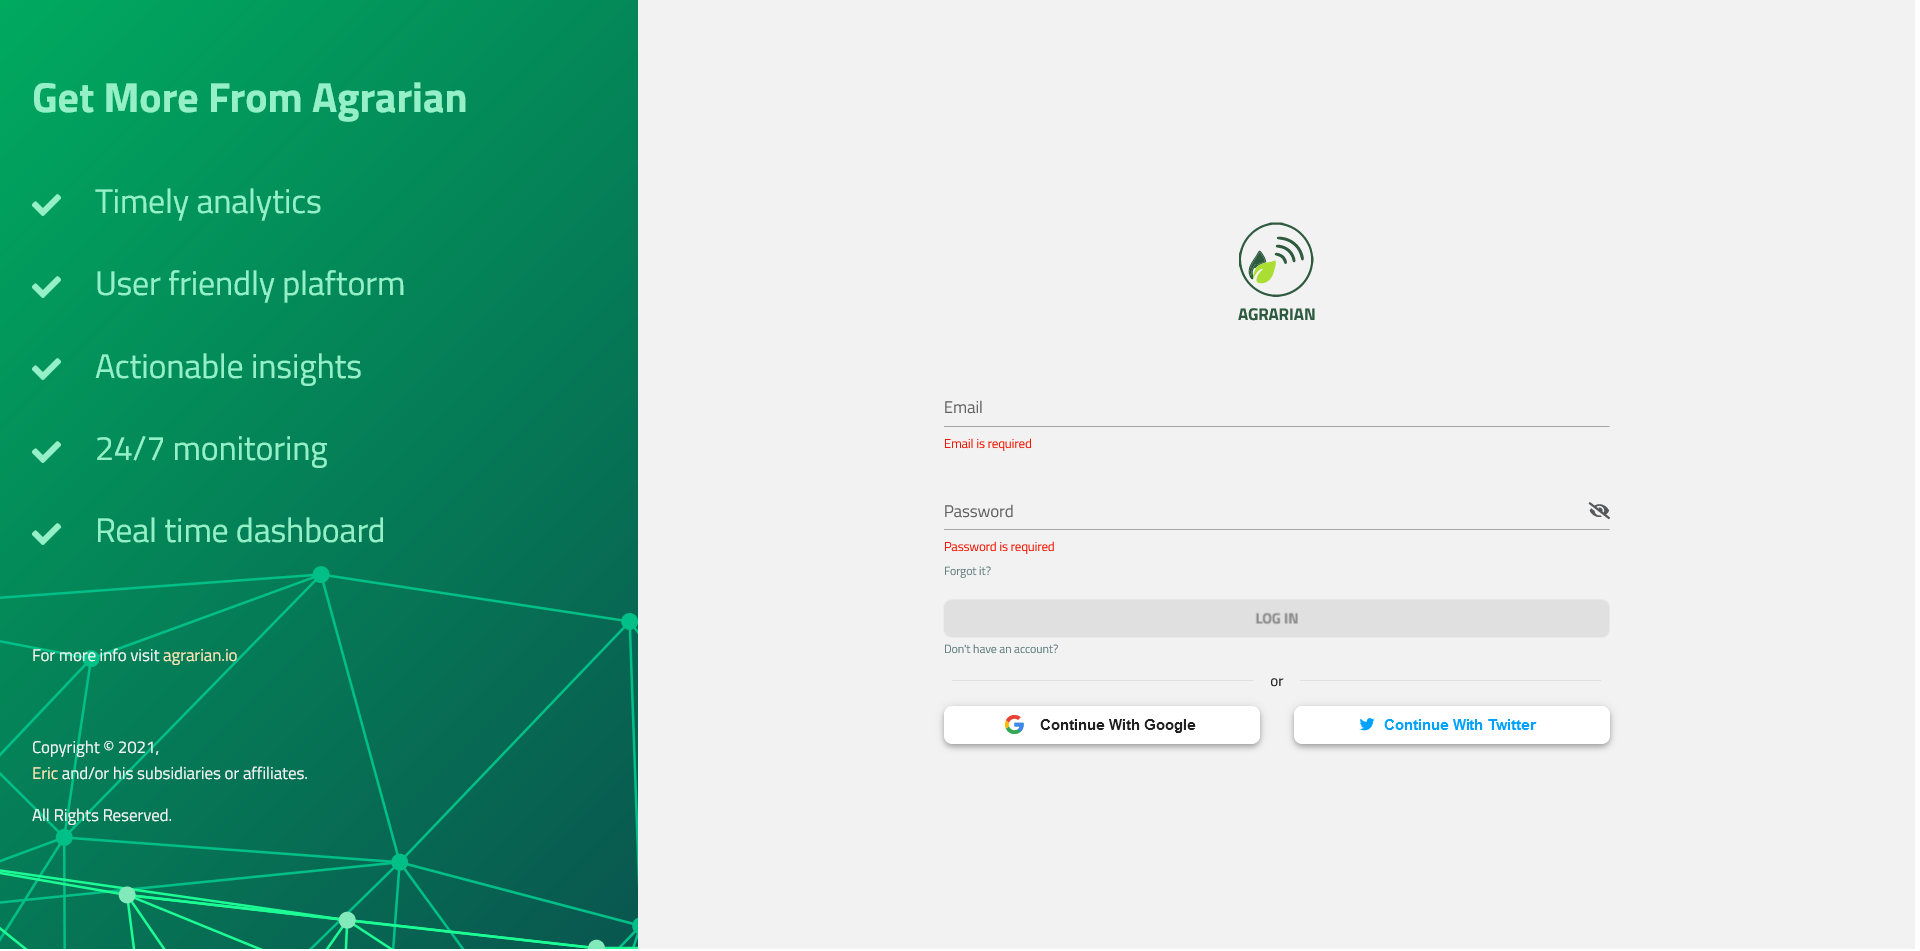 Get More From Agrarian
Timely analytics
User friendly plaftorm
Actionable insights
24/7 monitoring
Real time dashboard
For more info visit agrarian.io
Copyright © 2021,
Eric and/or his subsidiaries or affiliates.
All Rights Reserved.
AGRARIAN
Email
Email is required
Password
Password is required
Forgot it?
LOG IN
Don't have an account?
or
Continue With Google
Continue With Twitter